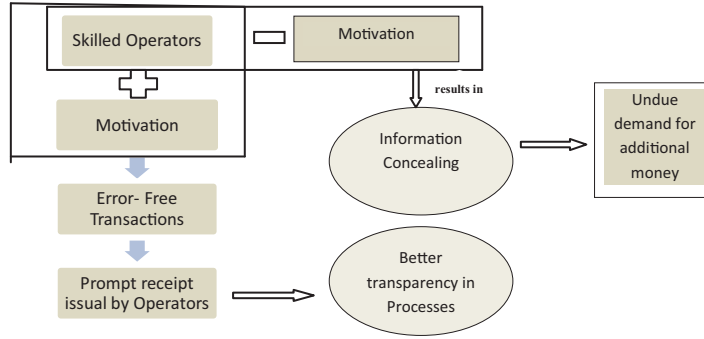 Skilled Operators
Motivation
results in
Motivation
Information
Concealing
Undue
demand for
additional
money
Error- Free
Transactions
Prompt receipt
issual by Operators
Better
transparency in
Processes